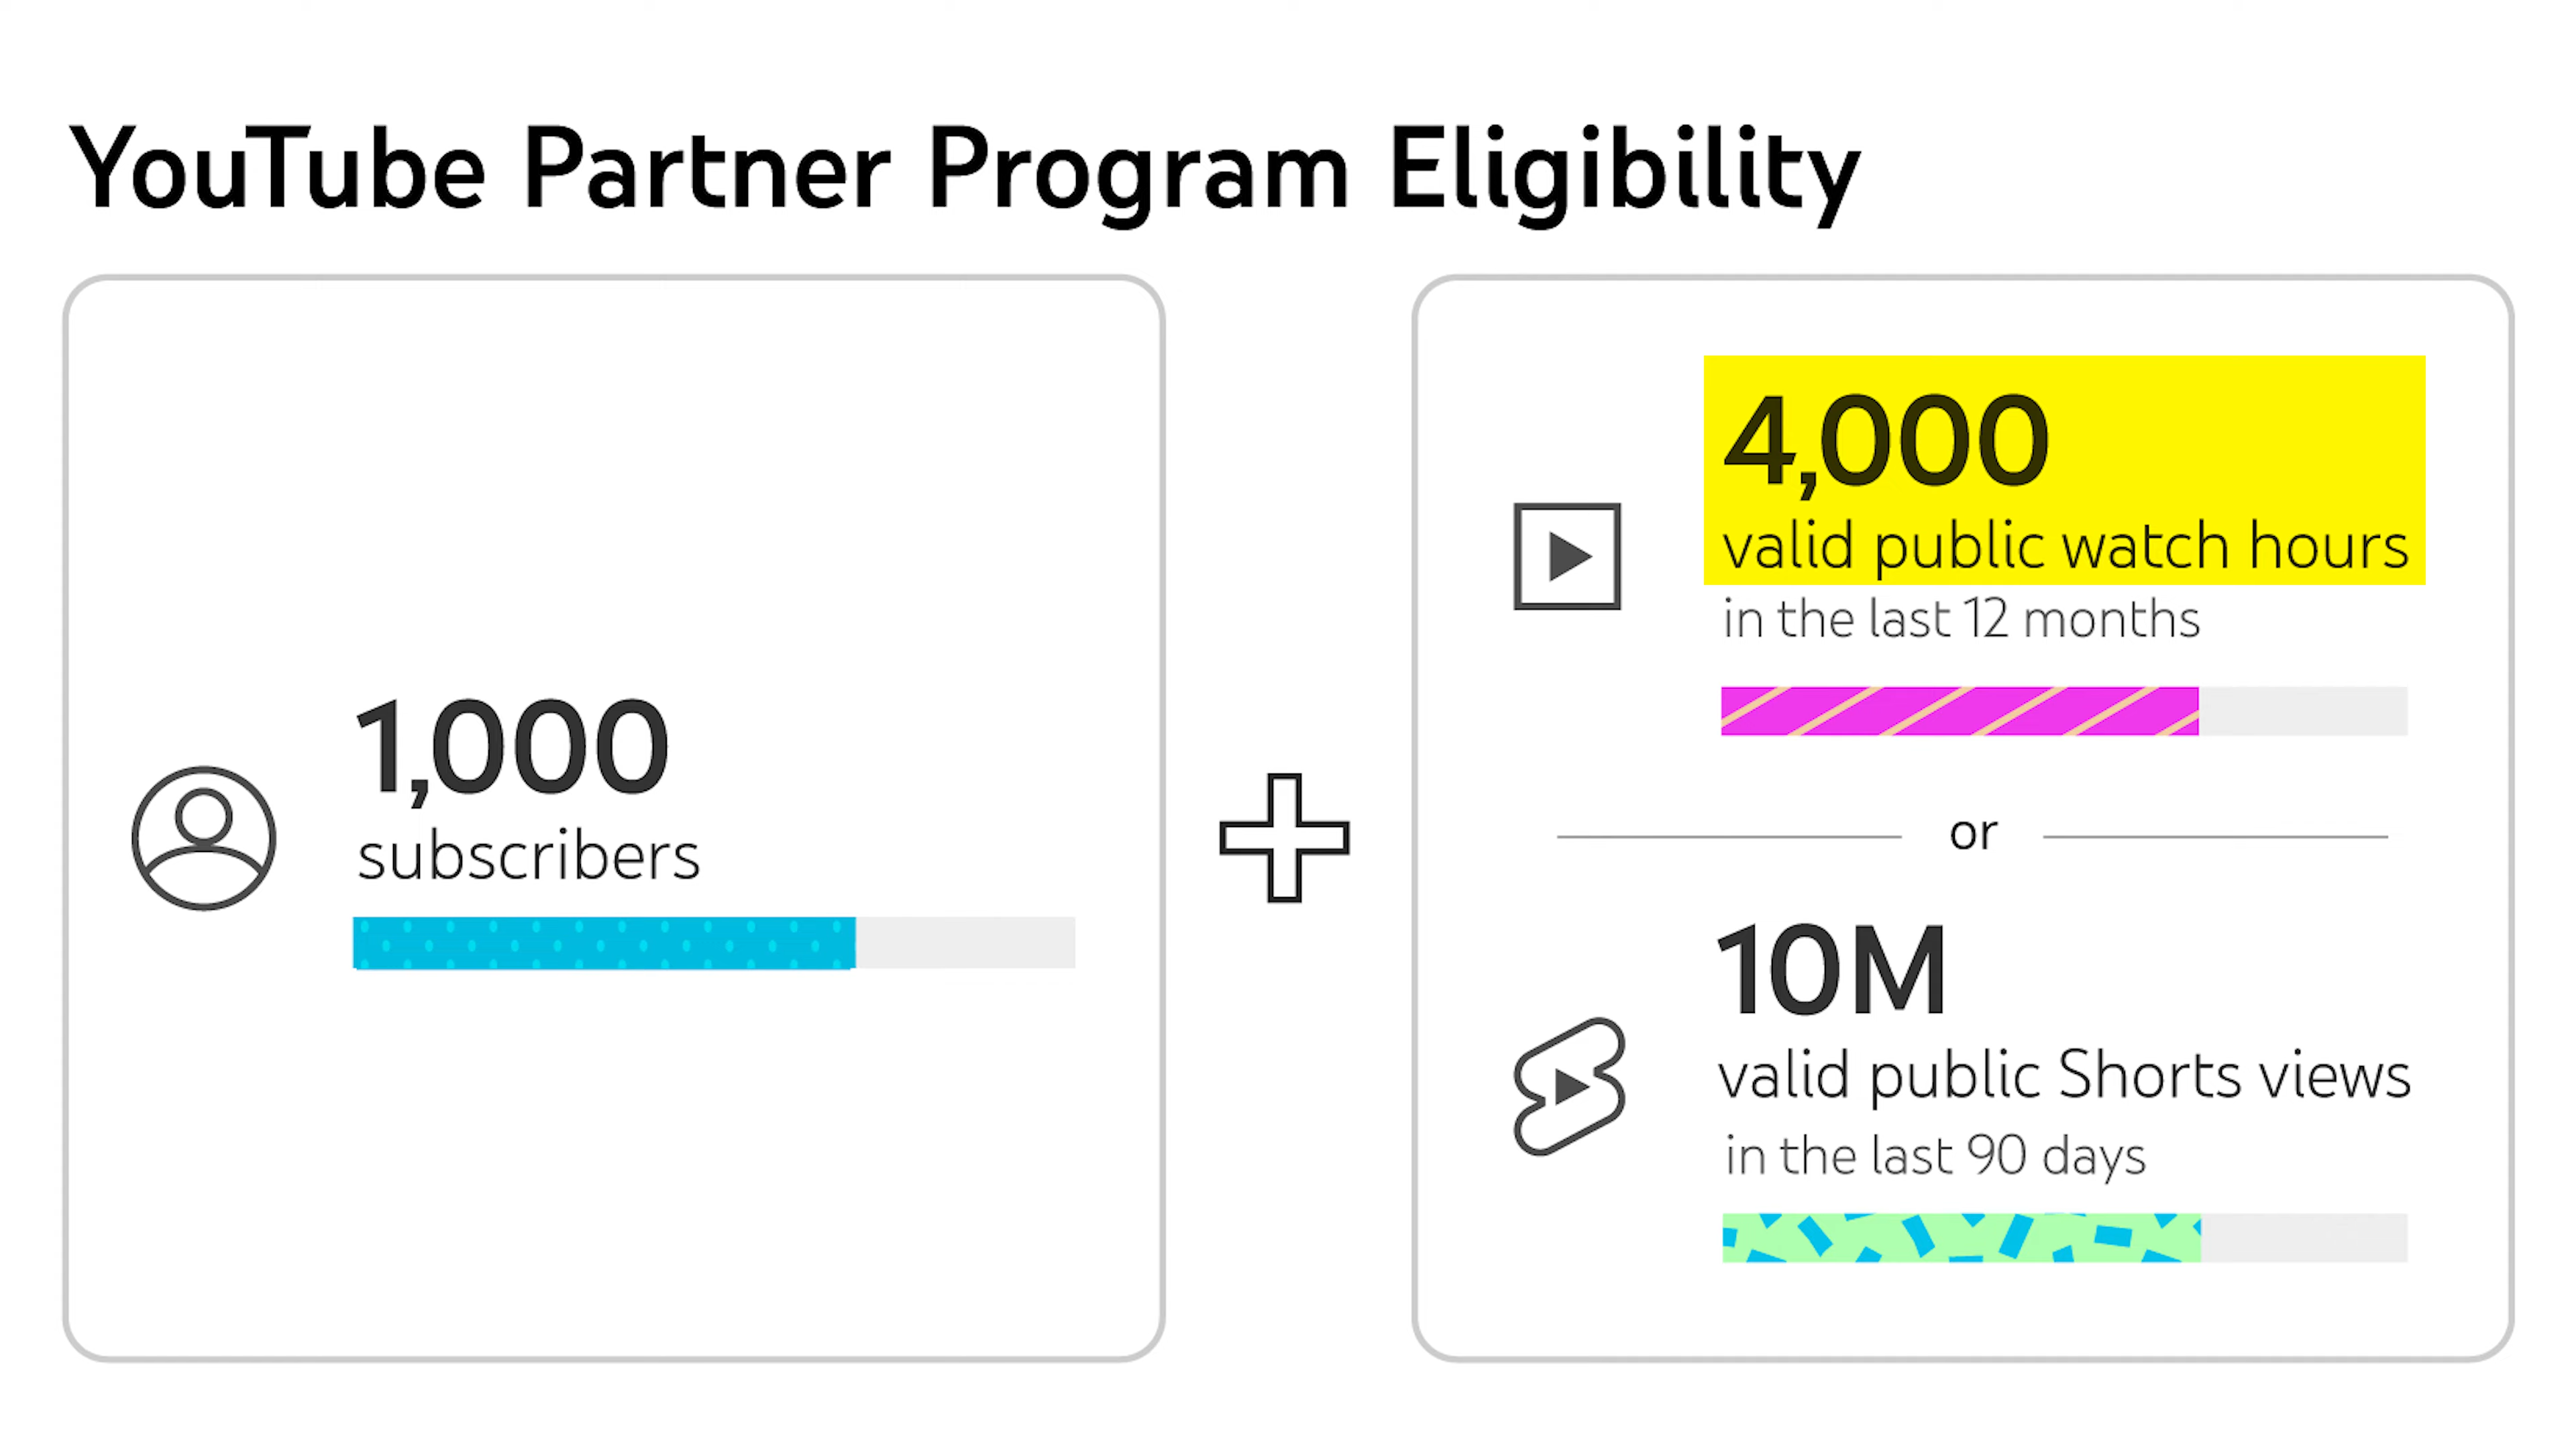 YouTube Partner Program Eligibility
1,000
subscribers
4,000
valid public watch hours
in the last 12 months
or
10M
valid public Shorts views
in the last 90 days